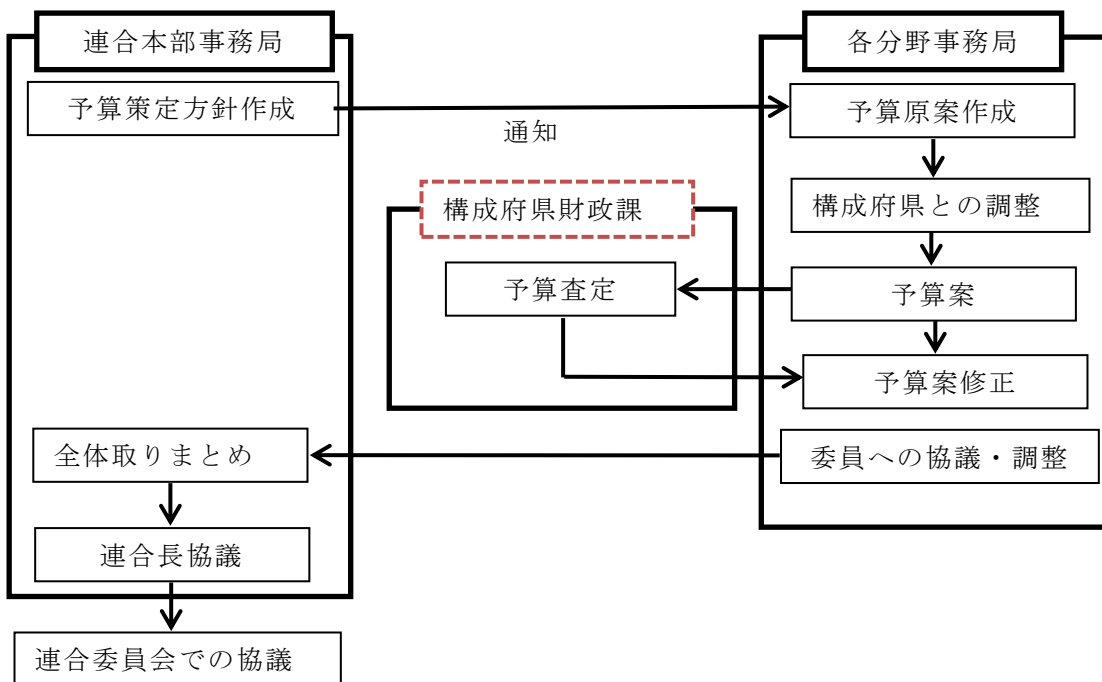 連合本部事務局
各分野事務局
予算策定方針作成
予算原案作成
通知
構成府県との調整
構成府県財政課
予算査定
予算案
予算案修正
全体取りまとめ
委員への協議・調整
連合長協議
連合委員会での協議